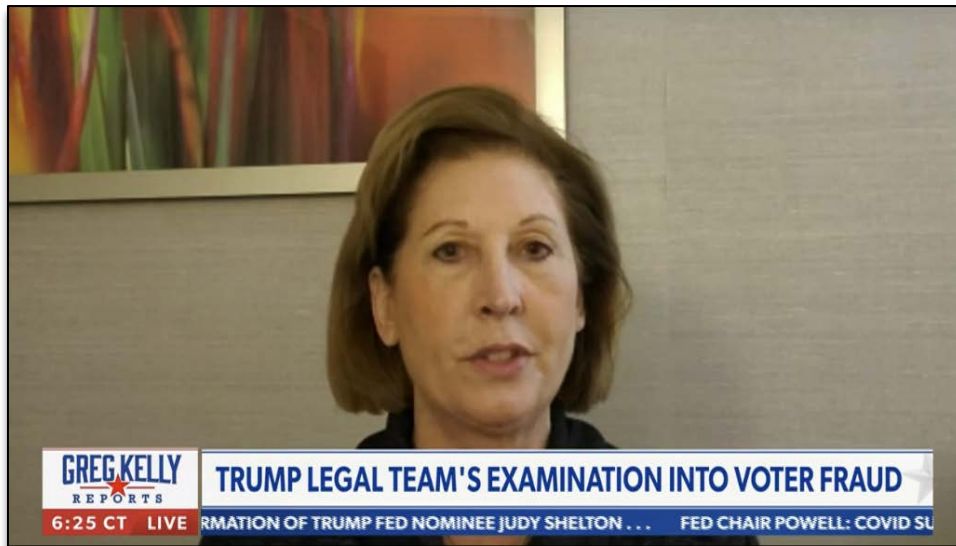 GREG KELLY
REPORTS
TRUMP LEGAL TEAM'S EXAMINATION INTO VOTER FRAUD
6:25 CT LIVE RMATION OF TRUMP FED NOMINEE JUDY SHELTON . . . FED CHAIR POWELL: COVID SU